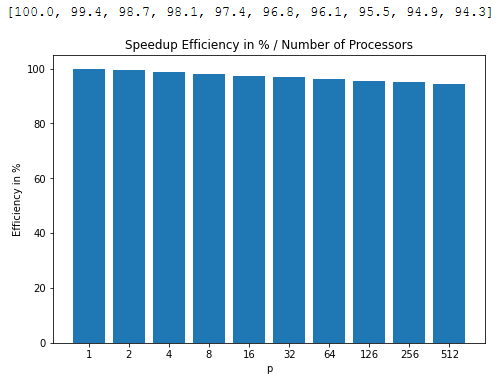 [100.0, 99.4, 98.7, 98.1, 97.4, 96.8, 96.1, 95.5, 94.9, 94.3]
Speedup Efficiency in % / Number of Processors
100
80
60
40
20
0
Efficiency in %
1 2 4 8 16 32 64 126 256 512
p